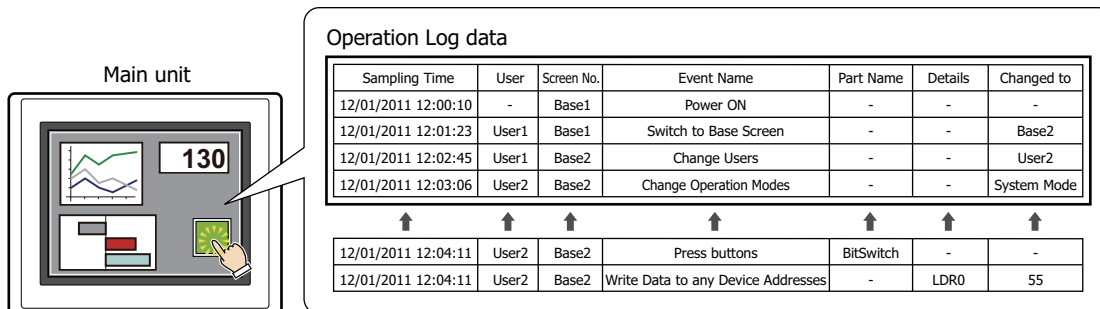 Operation Log data
Main unit
130
Sampling Time User Screen No. Event Name Part Name Details Changed to
12/01/2011 12:00:10 - Base1 Power ON - - -
12/01/2011 12:01:23 User1 Base1 Switch to Base Screen - - Base2
12/01/2011 12:02:45 User1 Base2 Change Users - - User2
12/01/2011 12:03:06 User2 Base2 Change Operation Modes - - System Mode
12/01/2011 12:04:11 User2 Base2 Press buttons BitSwitch - -
12/01/2011 12:04:11 User2 Base2 Write Data to any Device Addresses - LDR0 55